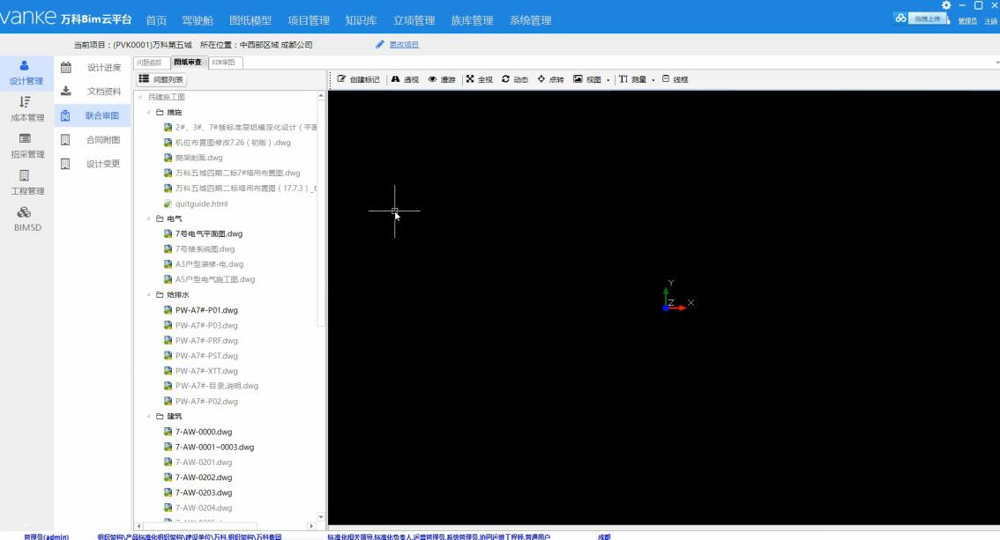 vanke 万科Bim云平台 首页 驾驶舱 图纸模型 项目管理 知识库 立项管理 族库管理 系统管理 拖拽上传 管理员 注销
当前项目：(PVK0001)万科第五城 所在位置：中西部区域 成都公司 更改项目
设计管理
成本管理
招采管理
工程管理
BIM5D
设计进度
文档资料
联合审图
合同附图
设计变更
问题追踪 图纸审查 BIM审图
问题列表
创建标记 透视 漫游 全视 动态 点转 视图 测量 线框
民建施工图
措施
2#、3#、7#楼标准层铝模深化设计（平面
机位布置图修改7.26（初版）.dwg
爬架剖面.dwg
万科五城四期二标7#塔吊布置图.dwg
万科五城四期二标塔吊布置图（17.7.3）_t
quitguide.html
电气
7号电气平面图.dwg
7号楼系统图.dwg
A3户型装修-电.dwg
A5户型电气施工图.dwg
给排水
PW-A7#-P01.dwg
PW-A7#-P03.dwg
PW-A7#-PRF.dwg
PW-A7#-PST.dwg
PW-A7#-XTT.dwg
PW-A7#-目录,说明.dwg
PW-A7#-P02.dwg
建筑
7-AW-0000.dwg
7-AW-0001~0003.dwg
7-AW-0201.dwg
7-AW-0202.dwg
7-AW-0203.dwg
7-AW-0204.dwg
Y
Z X
管理员(admin) 组织架构\产品标准化组织架构\建设单位\万科,组织架构\万科集团 标准化相关领导,标准化负责人,运营管理员,系统管理员,协同运维工程师,普通用户 成都